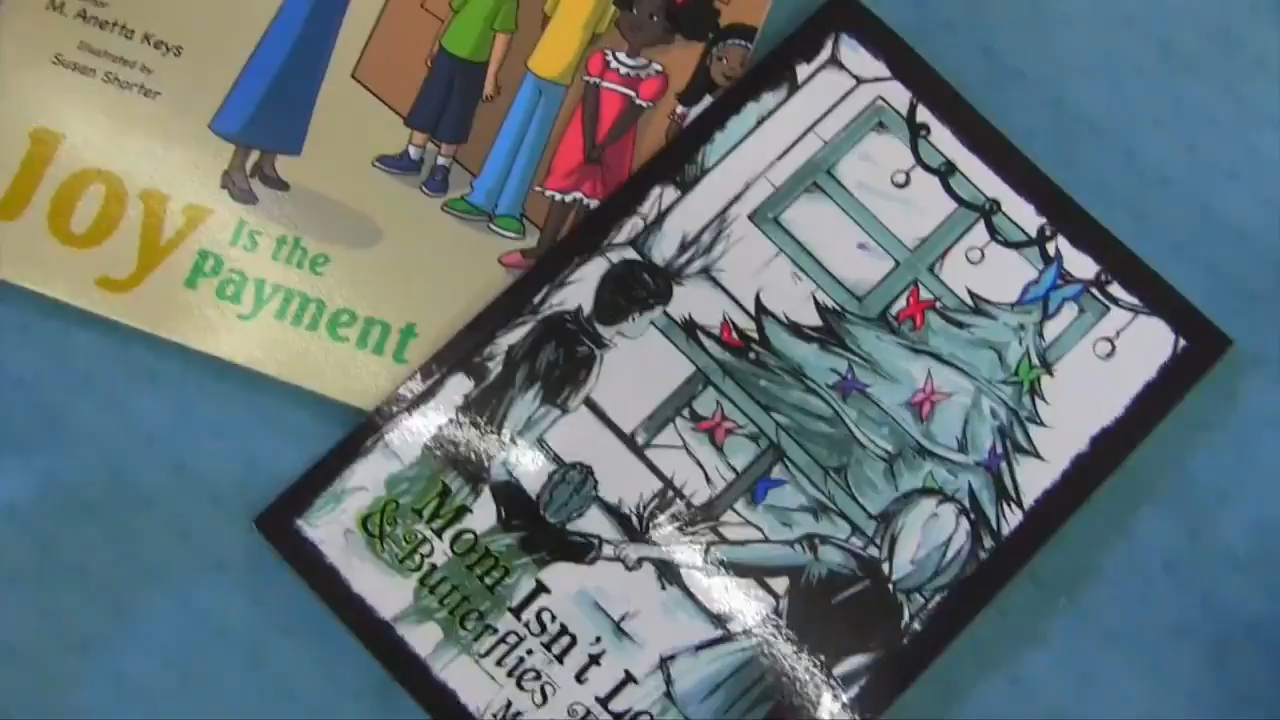 M. Anetta Keys
Illustrated by
Susan Shorter
Joy
Is the
Payment
Mom Isn't
& Butterflies